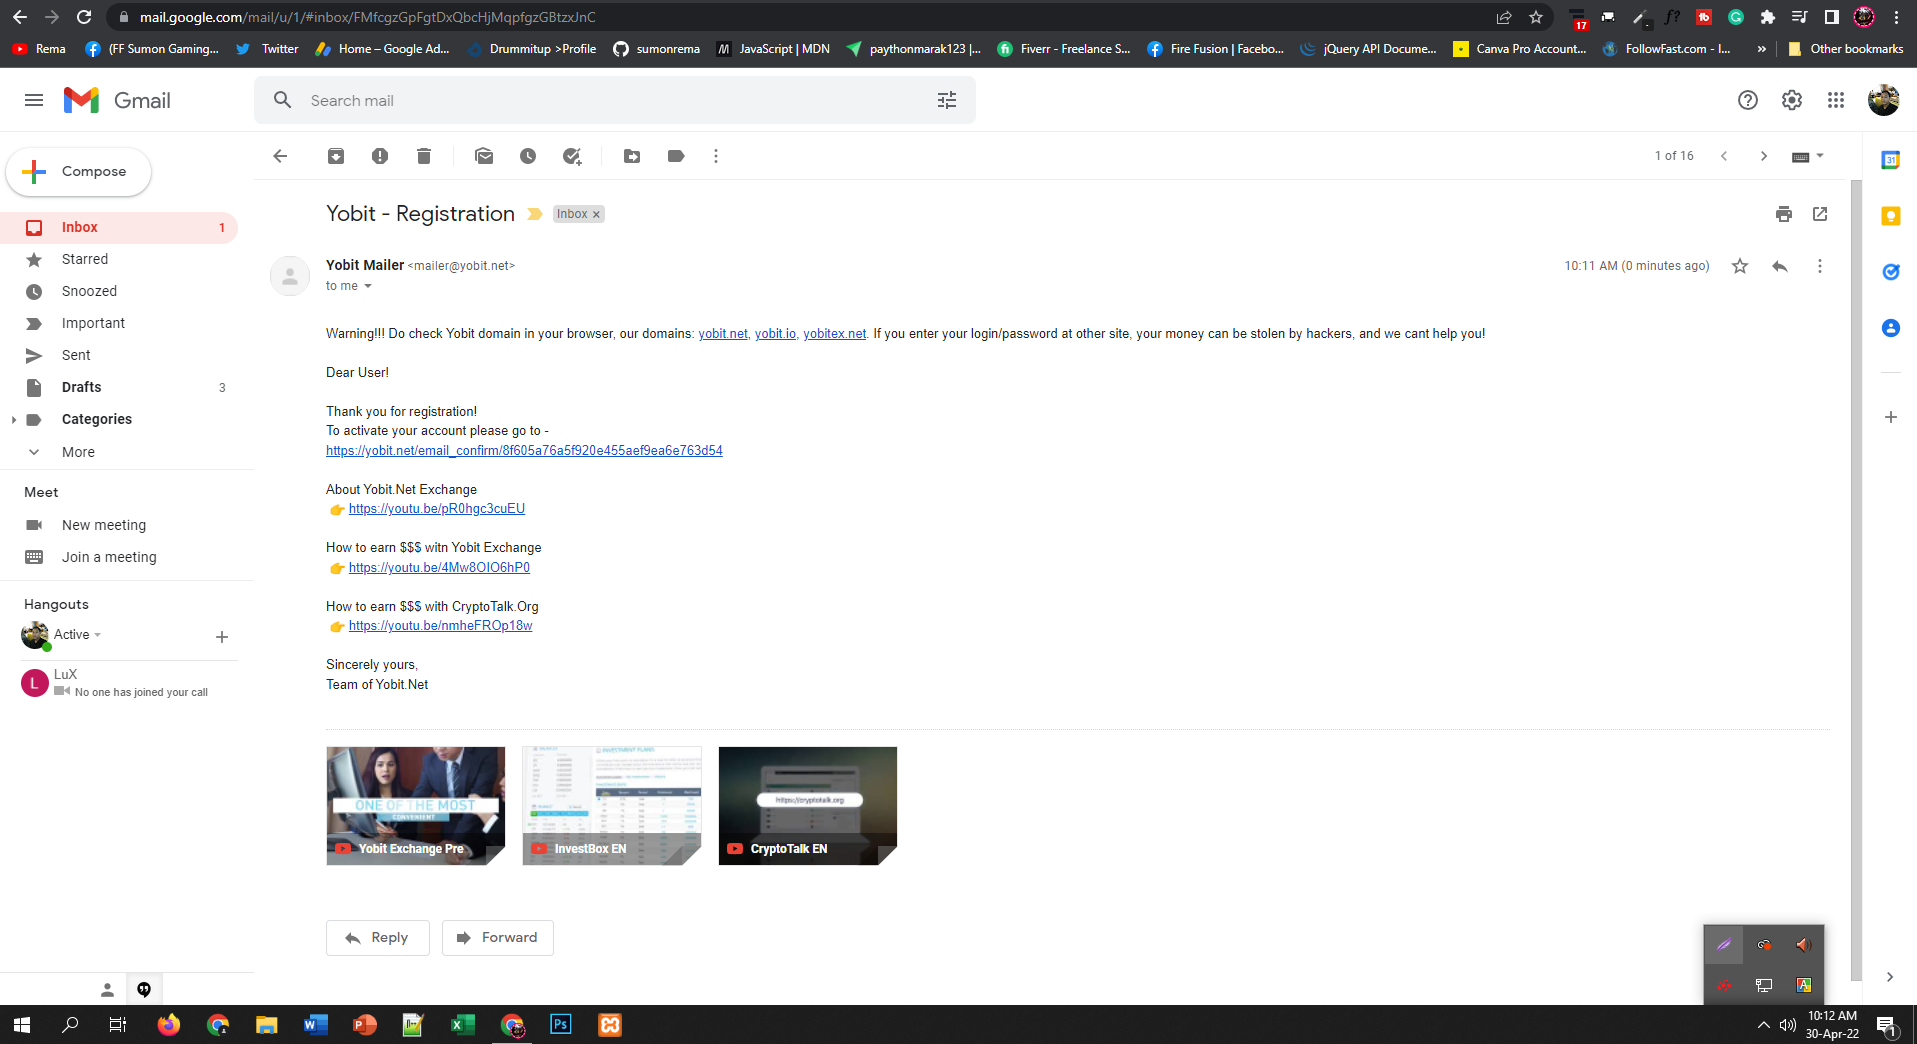 mail.google.com/mail/u/1/#inbox/FMfcgzGpFgtDxQbcHjMqpfgzGBtzxJnC
17
Rema
(FF Sumon Gaming...
Twitter
Home – Google Ad...
Drummitup >Profile
sumonrema
JavaScript | MDN
paythonmarak123 |...
Fiverr - Freelance S...
Fire Fusion | Facebo...
jQuery API Docume...
Canva Pro Account...
FollowFast.com - I...
»
Other bookmarks
Gmail
Search mail
Compose
1 of 16
Inbox 1
Starred
Snoozed
Important
Sent
Drafts 3
Categories
More
Meet
New meeting
Join a meeting
Hangouts
Active
L
LuX
No one has joined your call
Yobit - Registration
Inbox x
Yobit Mailer <mailer@yobit.net>
10:11 AM (0 minutes ago)
to me
Warning!!! Do check Yobit domain in your browser, our domains: yobit.net, yobit.io, yobitex.net. If you enter your login/password at other site, your money can be stolen by hackers, and we cant help you!
Dear User!
Thank you for registration!
To activate your account please go to -
https://yobit.net/email_confirm/8f605a76a5f920e455aef9ea6e763d54
About Yobit.Net Exchange
👉 https://youtu.be/pR0hgc3cuEU
How to earn $$$ witn Yobit Exchange
👉 https://youtu.be/4Mw8OIO6hP0
How to earn $$$ with CryptoTalk.Org
👉 https://youtu.be/nmheFROp18w
Sincerely yours,
Team of Yobit.Net
ONE OF THE MOST
CONVENIENT
Yobit Exchange Pre
INVESTMENT PLANS
InvestBox EN
https://cryptotalk.org
CryptoTalk EN
Reply
Forward
31
10:12 AM
30-Apr-22
1